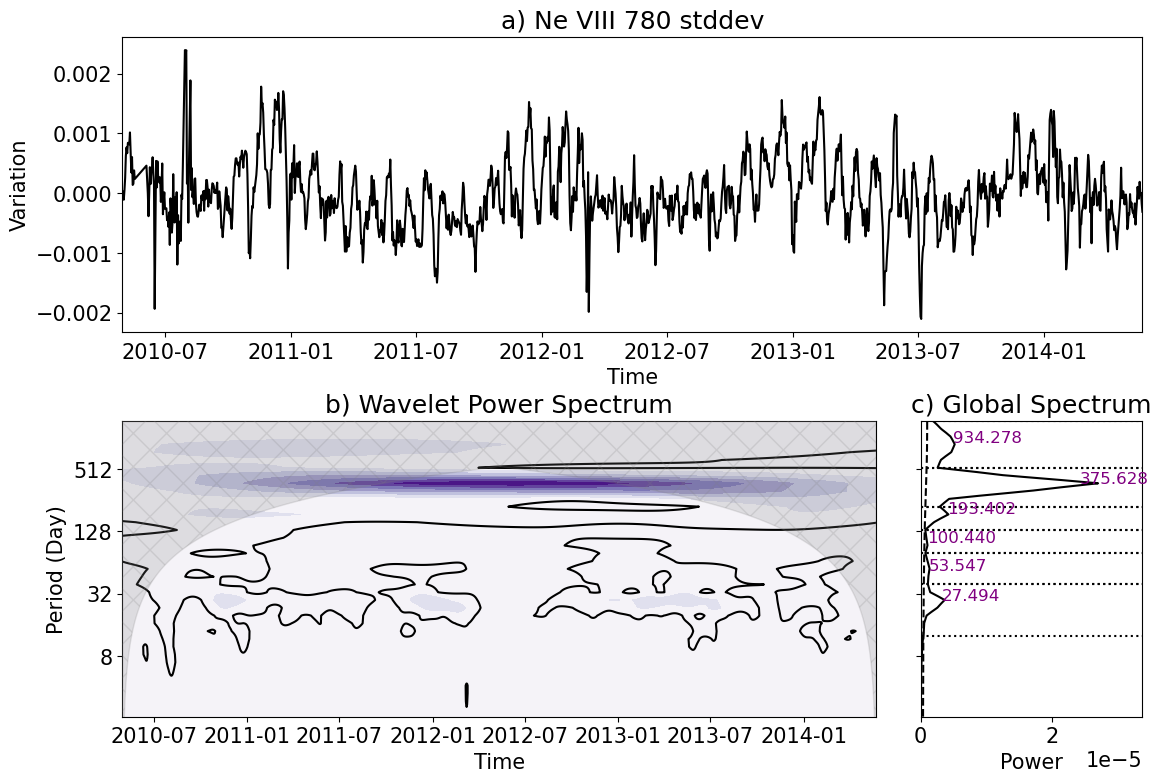 a) Ne VIII 780 stddev
0.002
0.001
0.000
−0.001
−0.002
Variation
2010-07 2011-01 2011-07 2012-01 2012-07 2013-01 2013-07 2014-01
Time
b) Wavelet Power Spectrum
512
128
32
8
Period (Day)
2010-07 2011-01 2011-07 2012-01 2012-07 2013-01 2013-07 2014-01
Time
c) Global Spectrum
934.278
375.628
193.402
100.440
53.547
27.494
0 2
Power 1e−5